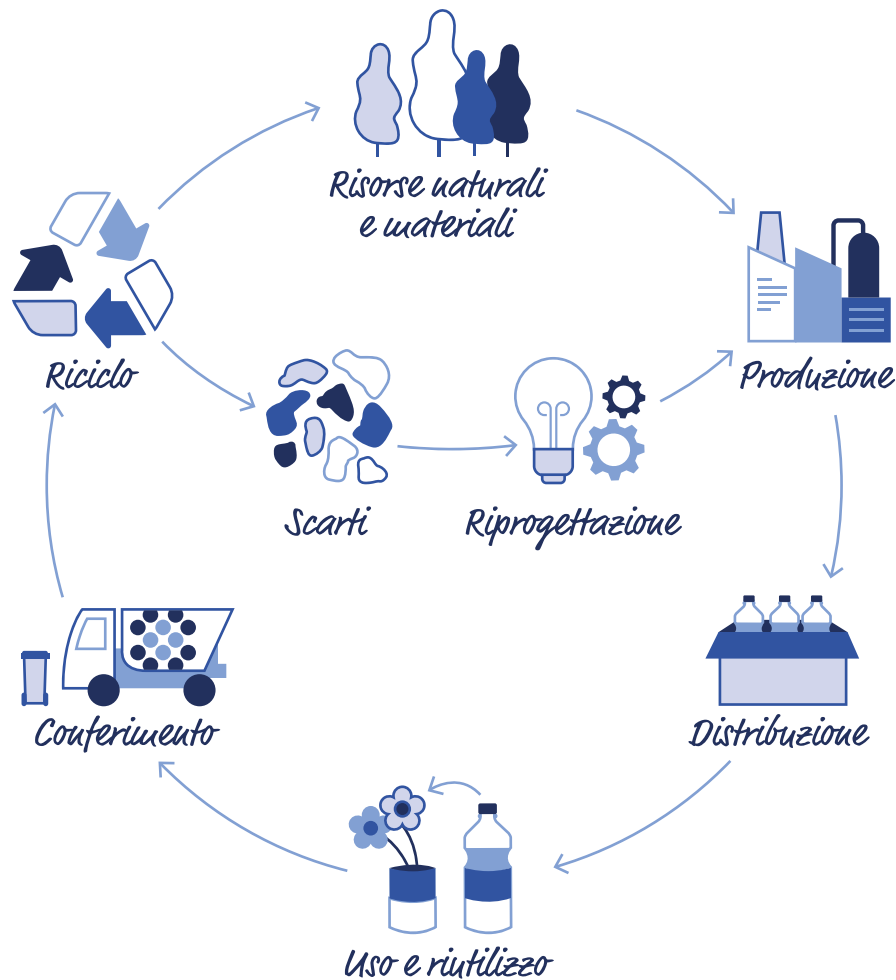 Risorse naturali
e materiali
Riciclo
Produzione
Scarti
Riprogettazione
Conferimento
Distribuzione
Uso e riutilizzo